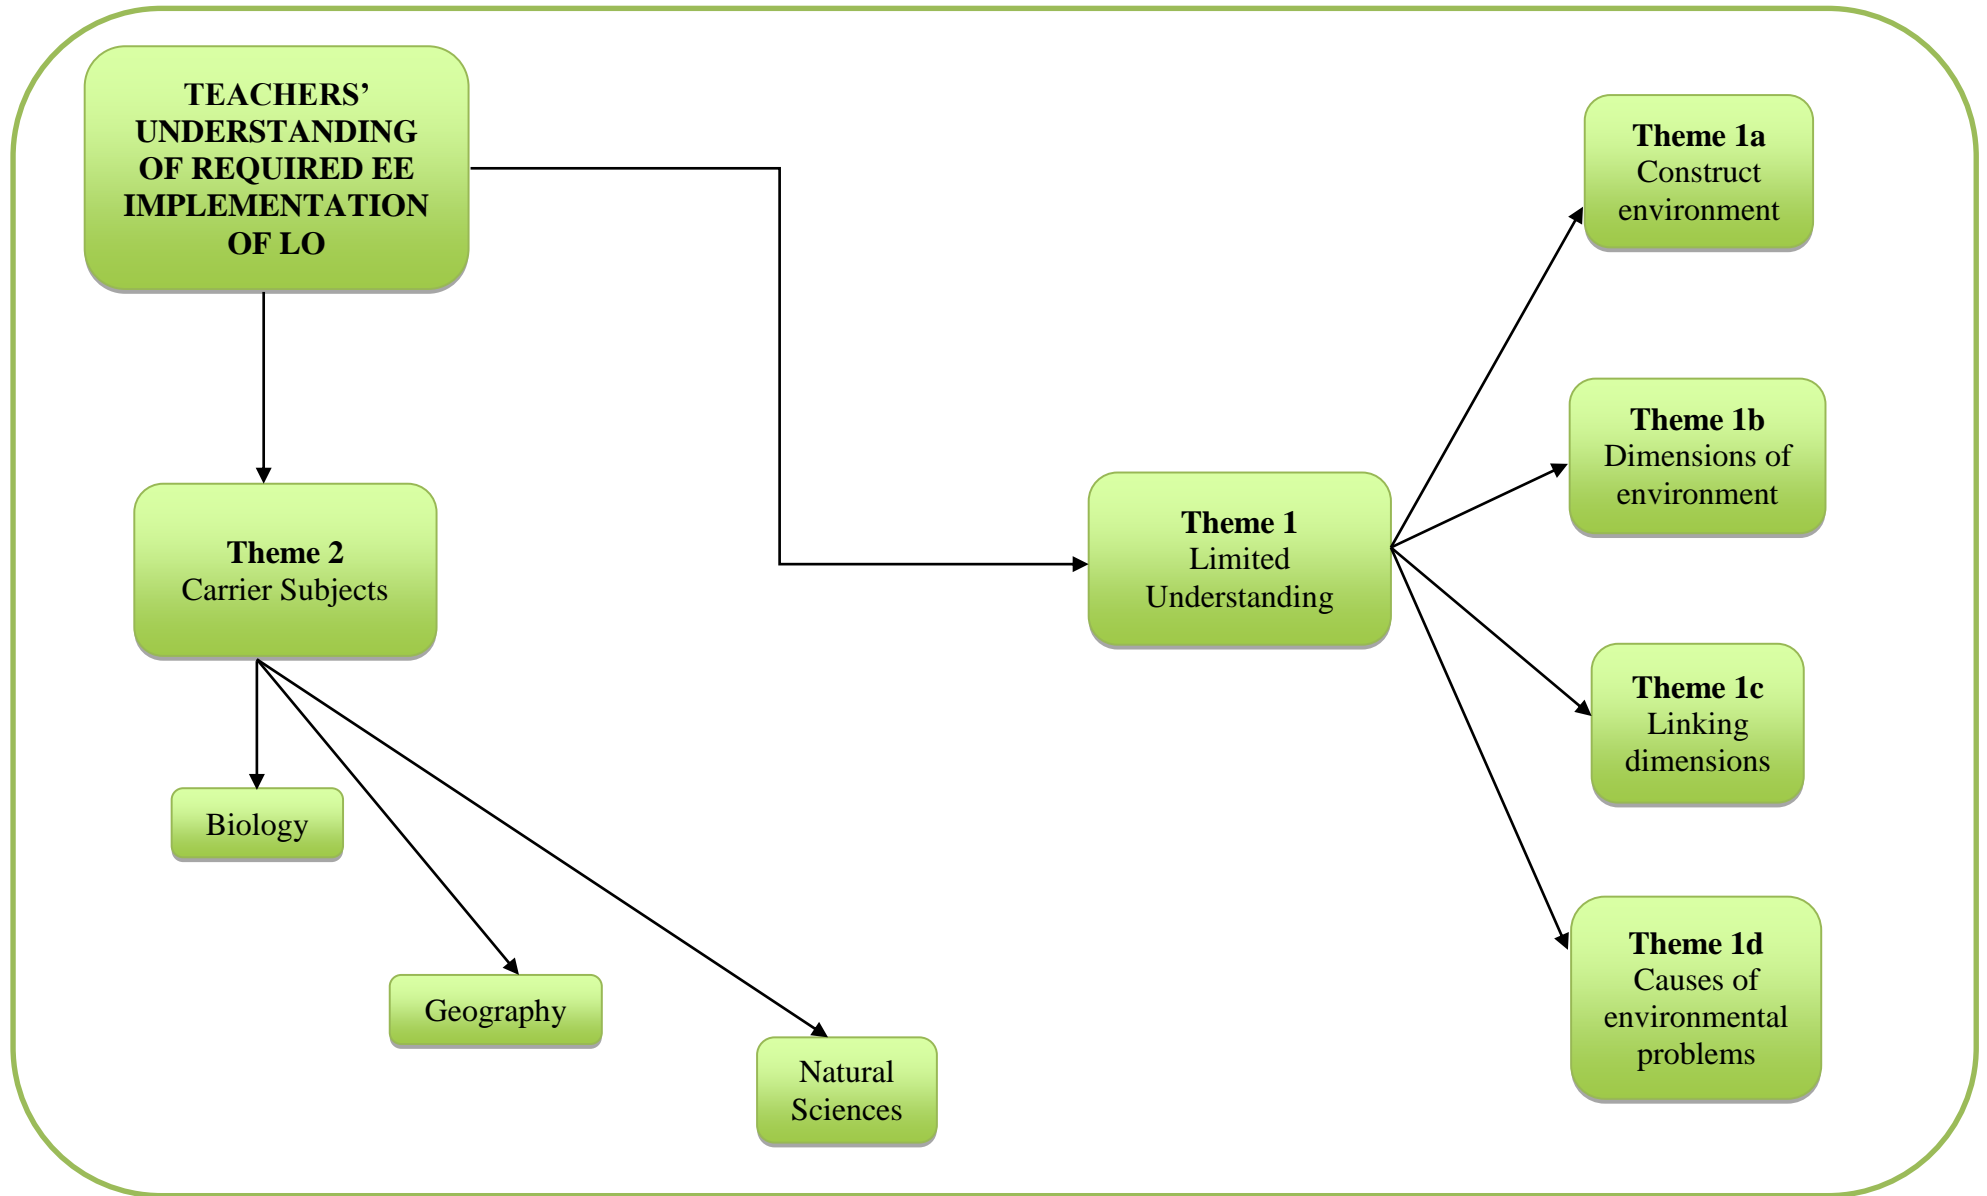 TEACHERS’
UNDERSTANDING
OF REQUIRED EE
IMPLEMENTATION
OF LO
Theme 2
Carrier Subjects
Biology
Geography
Natural
Sciences
Theme 1
Limited
Understanding
Theme 1a
Construct
environment
Theme 1b
Dimensions of
environment
Theme 1c
Linking
dimensions
Theme 1d
Causes of
environmental
problems